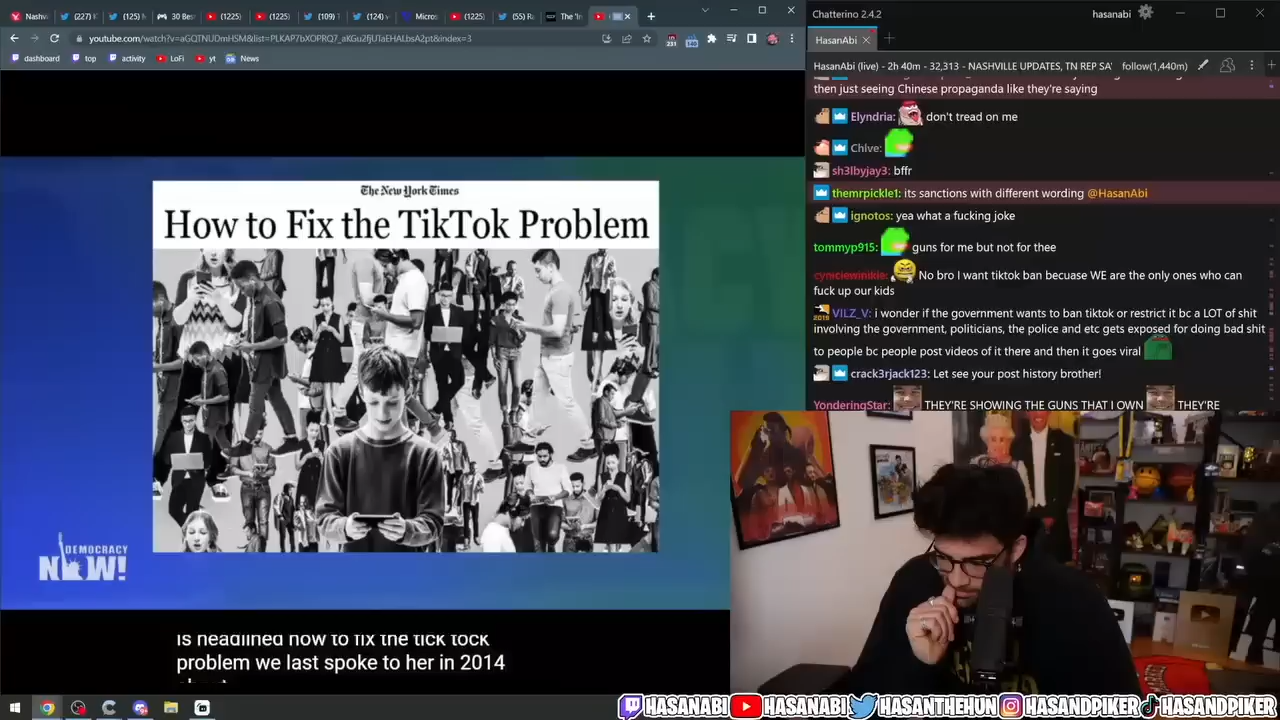 Nashv
(227)
(125)
30 Bes
(1225)
(1225)
(109)
(124)
Micros
(1225)
(55)
The 'In
youtube.com/watch?v=aGQTNUDmHSM&list=PLKAP7bXOPRQ7_aKGu2fjU1aEHALbsA2pt&index=3
231
140
dashboard
top
activity
LoFi
yt
News
The New York Times
How to Fix the TikTok Problem
DEMOCRACY
NOW!
is headlined how to fix the tick tock
problem we last spoke to her in 2014
about
Chatterino 2.4.2
hasanabi
HasanAbi
HasanAbi (live) - 2h 40m - 32,313 - NASHVILLE UPDATES, TN REP SA'
follow(1,440m)
then just seeing Chinese propaganda like they're saying
Elyndria: don't tread on me
Chive:
sh3lbyjay3: bffr
themrpickle1: its sanctions with different wording @HasanAbi
ignotos: yea what a fucking joke
tommyp915: guns for me but not for thee
No bro I want tiktok ban becuase WE are the only ones who can
fuck up our kids
VILZ_V: i wonder if the government wants to ban tiktok or restrict it bc a LOT of shit
involving the government, politicians, the police and etc gets exposed for doing bad shit
to people bc people post videos of it there and then it goes viral
crack3rjack123: Let see your post history brother!
YonderingStar: THEY'RE SHOWING THE GUNS THAT I OWN THEY'RE
HASANABI
HASANABI
HASANTHEHUN
HASANDPIKER
HASANDPIKER